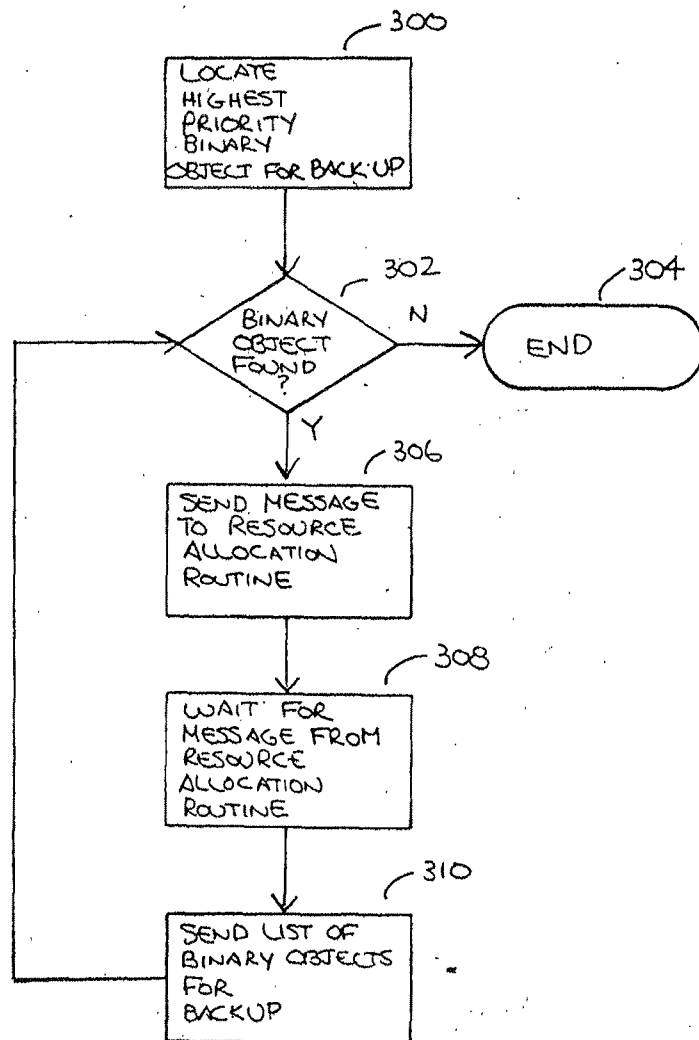 300
LOCATE
HIGHEST
PRIORITY
BINARY
OBJECT FOR BACK-UP
302
BINARY
OBJECT
FOUND
?
N
304
END
Y
306
SEND MESSAGE
TO RESOURCE
ALLOCATION
ROUTINE
308
WAIT FOR
MESSAGE FROM
RESOURCE
ALLOCATION
ROUTINE
310
SEND LIST OF
BINARY OBJECTS
FOR
BACKUP